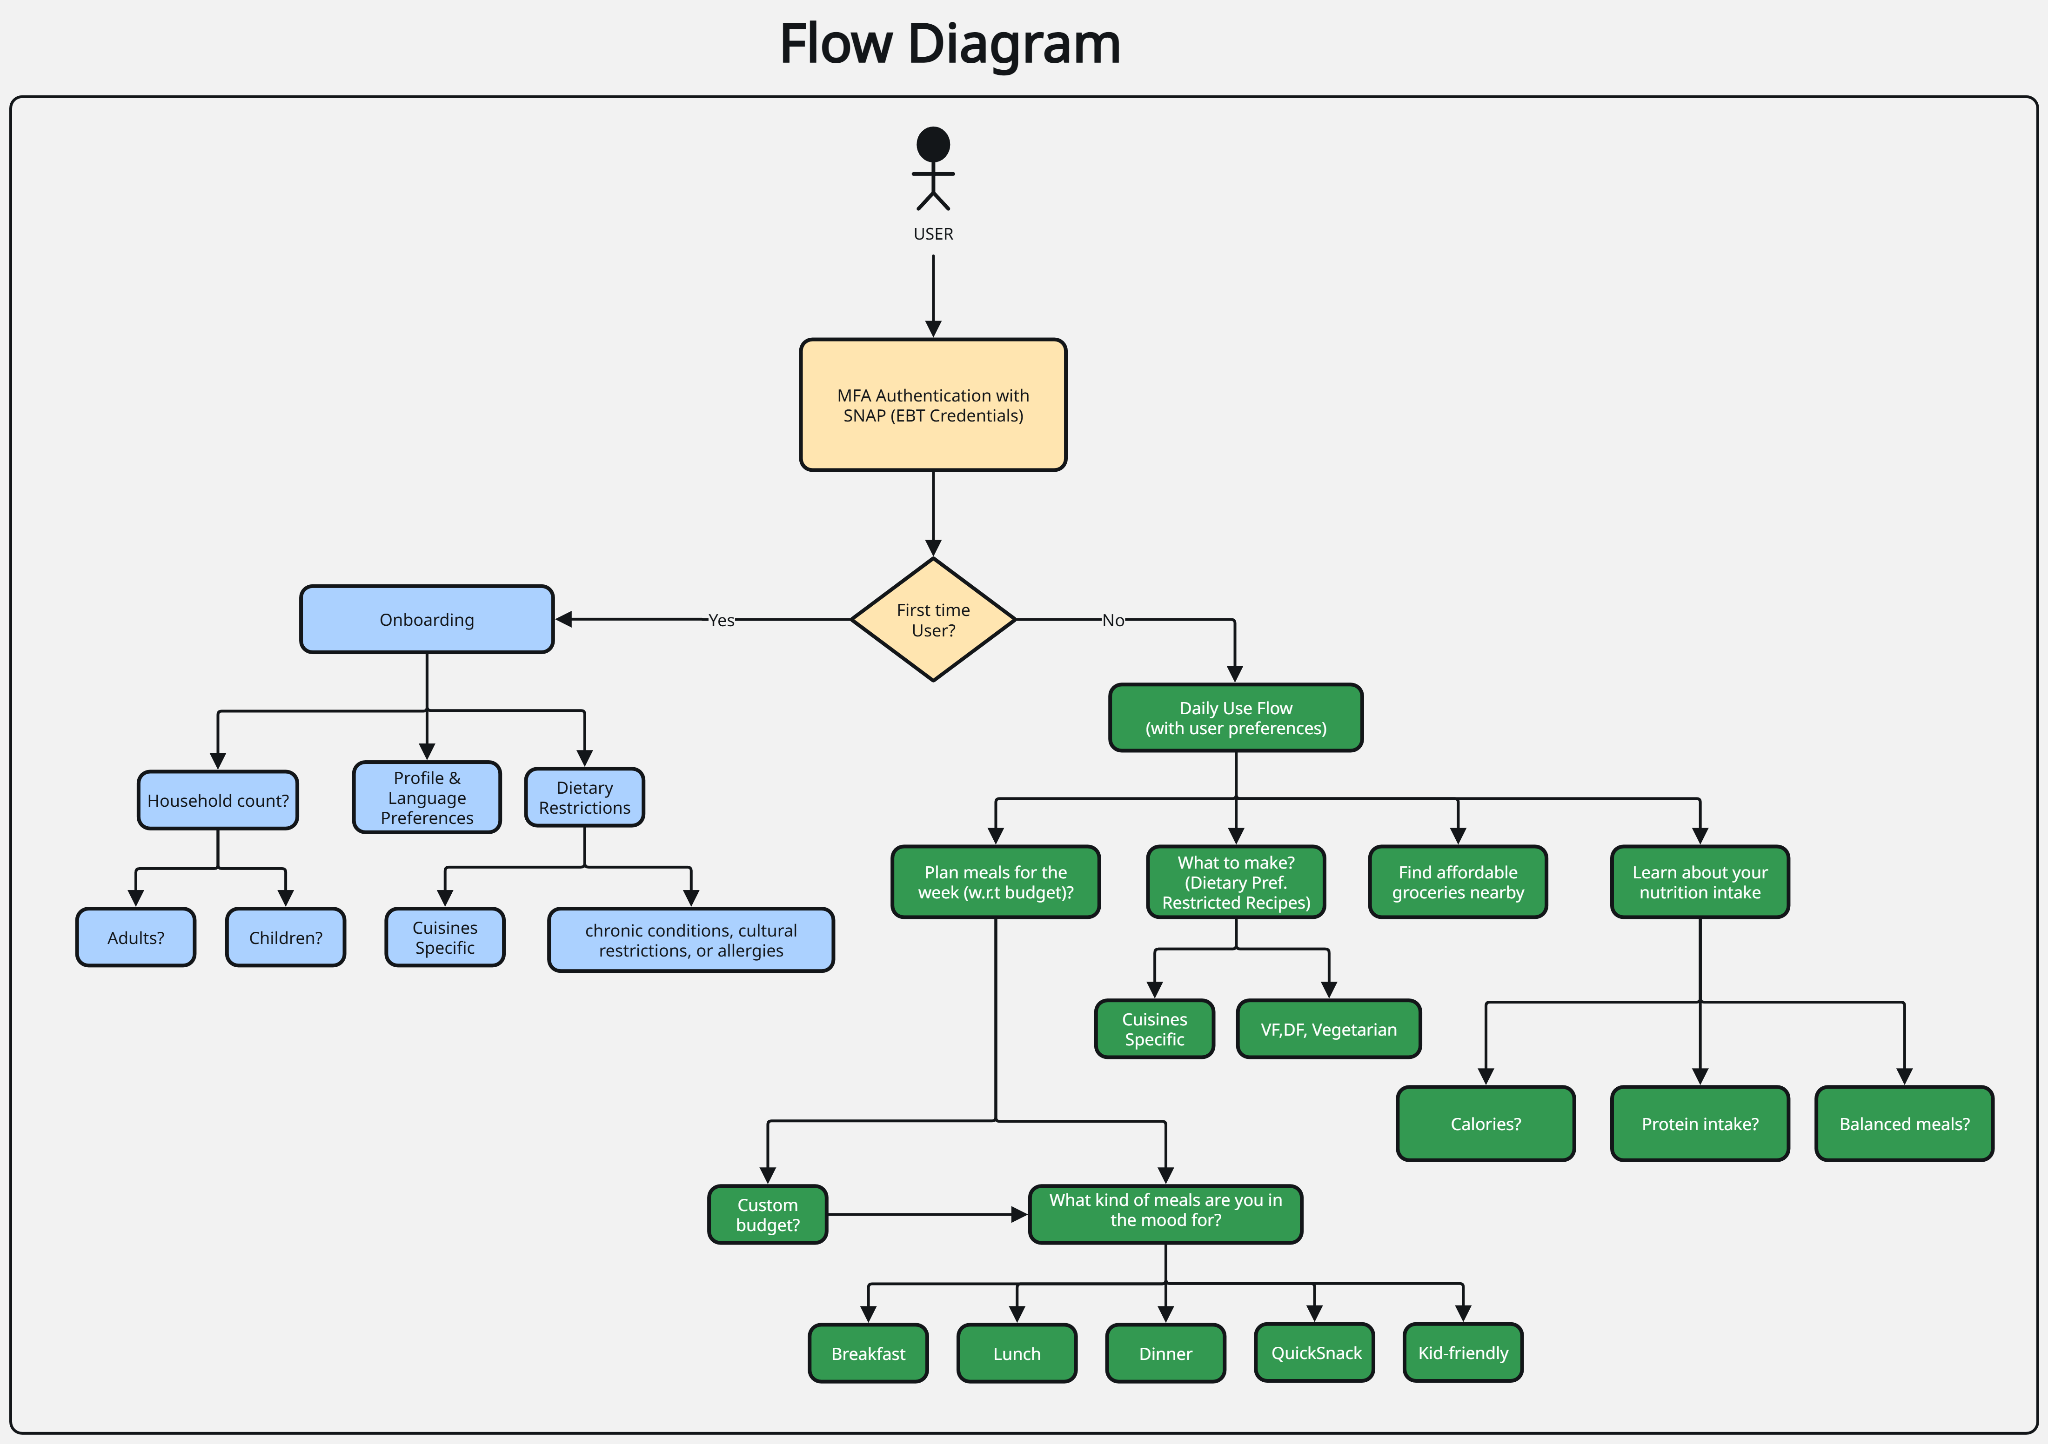 Flow Diagram
USER
MFA Authentication with
SNAP (EBT Credentials)
First time
User?
Yes
No
Onboarding
Daily Use Flow
(with user preferences)
Household count?
Profile &
Language
Preferences
Dietary
Restrictions
Adults?
Children?
Cuisines
Specific
chronic conditions, cultural
restrictions, or allergies
Plan meals for the
week (w.r.t budget)?
What to make?
(Dietary Pref.
Restricted Recipes)
Find affordable
groceries nearby
Learn about your
nutrition intake
Cuisines
Specific
VF,DF, Vegetarian
Calories?
Protein intake?
Balanced meals?
Custom
budget?
What kind of meals are you in
the mood for?
Breakfast
Lunch
Dinner
QuickSnack
Kid-friendly